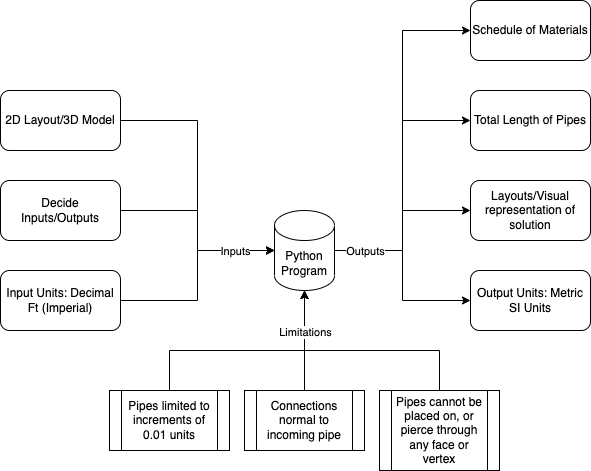 Schedule of Materials
2D Layout/3D Model
Total Length of Pipes
Decide
Inputs/Outputs
Layouts/Visual
representation of
solution
Inputs
Python
Program
Outputs
Input Units: Decimal
Ft (Imperial)
Output Units: Metric
SI Units
Limitations
Pipes limited to
increments of
0.01 units
Connections
normal to
incoming pipe
Pipes cannot be
placed on, or
pierce through
any face or
vertex